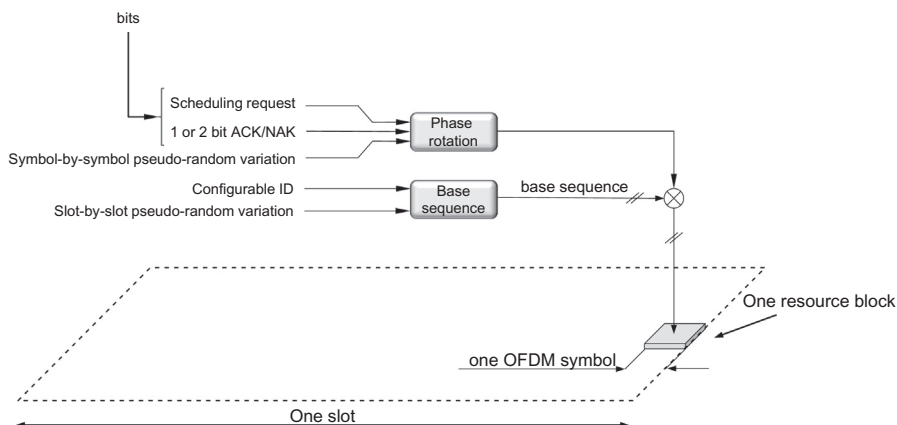 bits
Scheduling request
1 or 2 bit ACK/NAK
Symbol-by-symbol pseudo-random variation
Phase
rotation
Configurable ID
Slot-by-slot pseudo-random variation
Base
sequence
base sequence
One resource block
one OFDM symbol
One slot